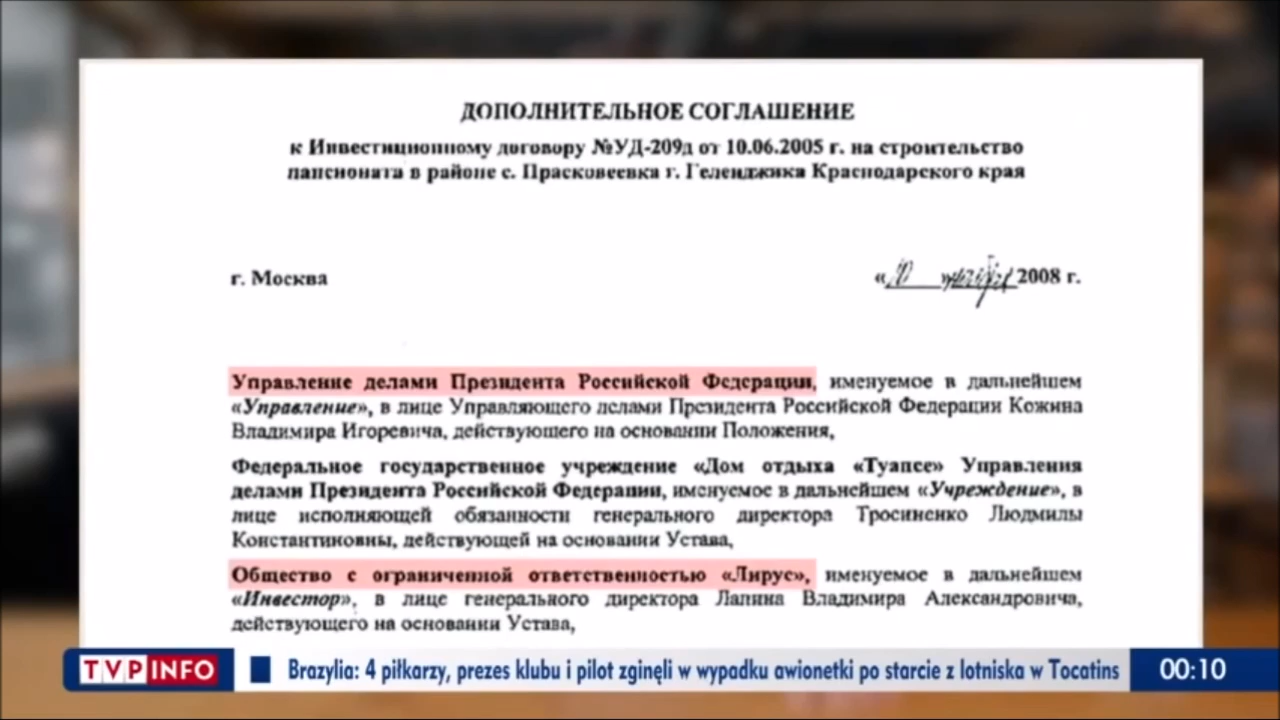 ДОПОЛНИТЕЛЬНОЕ СОГЛАШЕНИЕ
к Инвестиционному договору №УД-209д от 10.06.2005 г. на строительство
пансионата в районе с. Прасковеевка г. Геленджика Краснодарского края
г. Москва
«10 » 2008 г.
Управление делами Президента Российской Федерации, именуемое в дальнейшем
«Управление», в лице Управляющего делами Президента Российской Федерации Кожина
Владимира Игоревича, действующего на основании Положения,
Федеральное государственное учреждение «Дом отдыха «Туапсе» Управления
делами Президента Российской Федерации, именуемое в дальнейшем «Учреждение», в
лице исполняющей обязанности генерального директора Тросиненко Людмилы
Константиновны, действующей на основании Устава,
Общество с ограниченной ответственностью «Лирус», именуемое в дальнейшем
«Инвестор», в лице генерального директора Лапина Владимира Александровича,
действующего на основании Устава,
TVP INFO Brazylia: 4 piłkarzy, prezes klubu i pilot zginęli w wypadku awionetki po starcie z lotniska w Tocatins 00:10